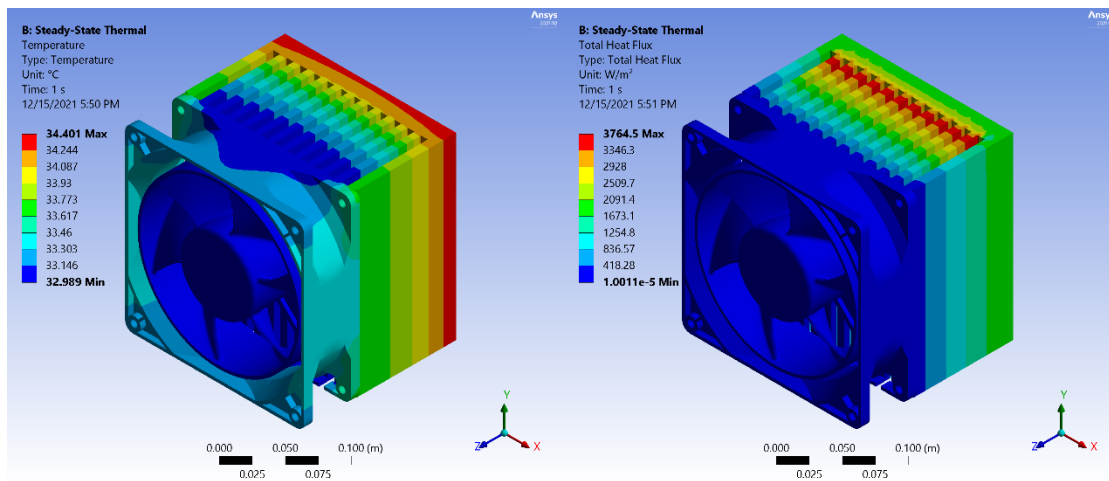 Ansys
2021 R2
B: Steady-State Thermal
Temperature
Type: Temperature
Unit: °C
Time: 1 s
12/15/2021 5:50 PM
34.401 Max
34.244
34.087
33.93
33.773
33.617
33.46
33.303
33.146
32.989 Min
Y
Z
X
0.000
0.050
0.100 (m)
0.025
0.075
Ansys
B: Steady-State Thermal
Total Heat Flux
Type: Total Heat Flux
Unit: W/m²
Time: 1 s
12/15/2021 5:51 PM
3764.5 Max
3346.3
2928
2509.7
2091.4
1673.1
1254.8
836.57
418.28
1.0011e-5 Min
Y
Z
X
0.000
0.050
0.100 (m)
0.025
0.075